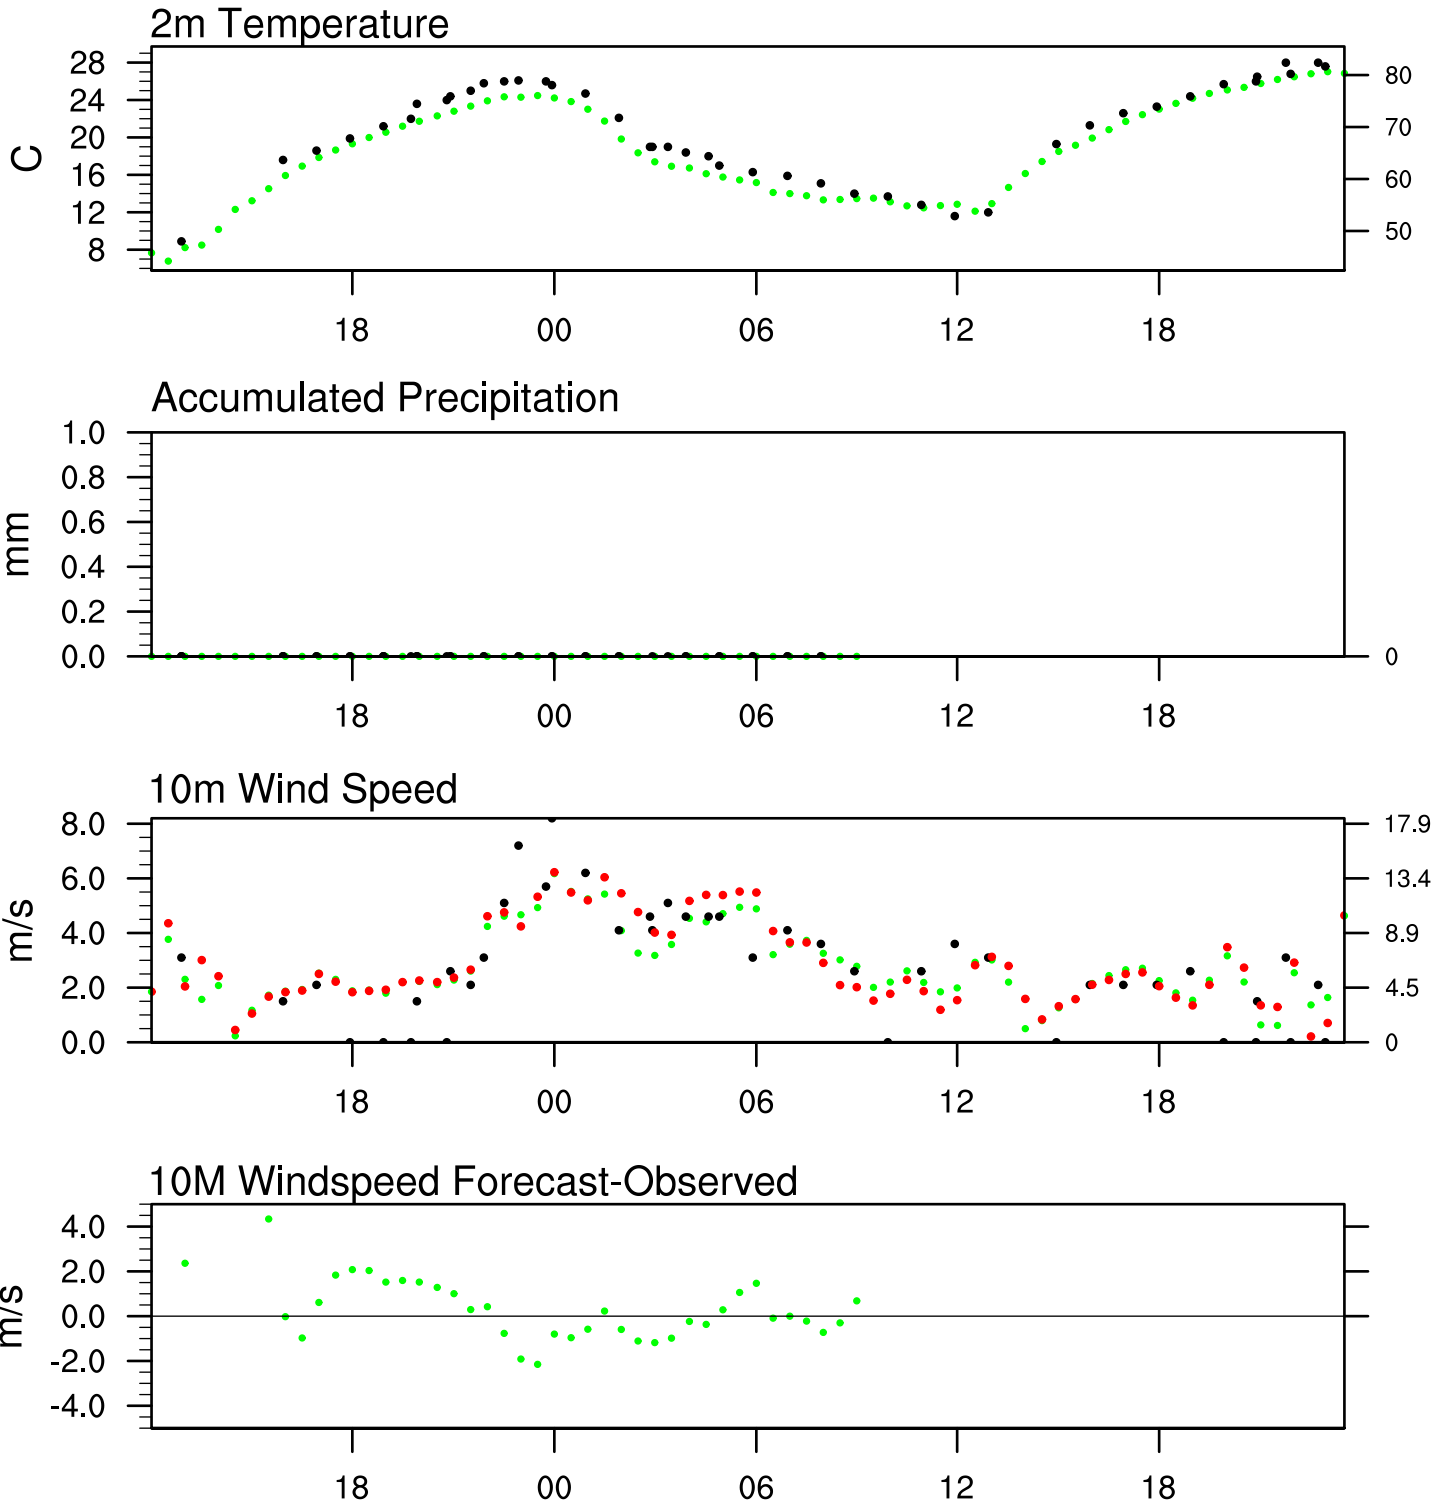 2m Temperature
28
24
20
16
12
8
C
80
70
60
50
18 00 06 12 18
Accumulated Precipitation
1.0
0.8
0.6
0.4
0.2
0.0
mm
0
18 00 06 12 18
10m Wind Speed
8.0
6.0
4.0
2.0
0.0
m/s
17.9
13.4
8.9
4.5
0
18 00 06 12 18
10M Windspeed Forecast-Observed
4.0
2.0
0.0
-2.0
-4.0
m/s
18 00 06 12 18